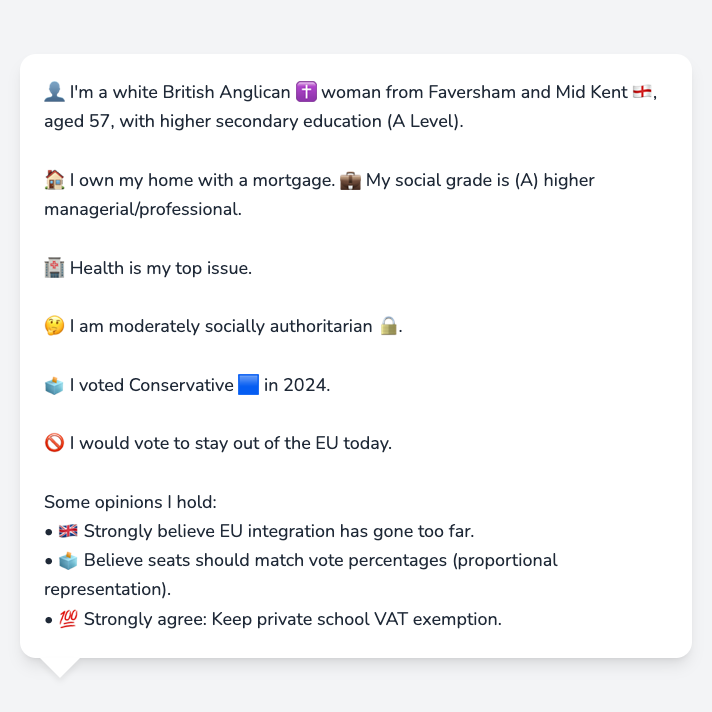 👤 I'm a white British Anglican ✝️ woman from Faversham and Mid Kent 🏴󠁧󠁢󠁥󠁮󠁧󠁿,
aged 57, with higher secondary education (A Level).
🏠 I own my home with a mortgage. 💼 My social grade is (A) higher
managerial/professional.
🏥 Health is my top issue.
🤔 I am moderately socially authoritarian 🔒.
🗳️ I voted Conservative 🟦 in 2024.
🚫 I would vote to stay out of the EU today.
Some opinions I hold:
• 🇬🇧 Strongly believe EU integration has gone too far.
• 🗳️ Believe seats should match vote percentages (proportional
representation).
• 💯 Strongly agree: Keep private school VAT exemption.